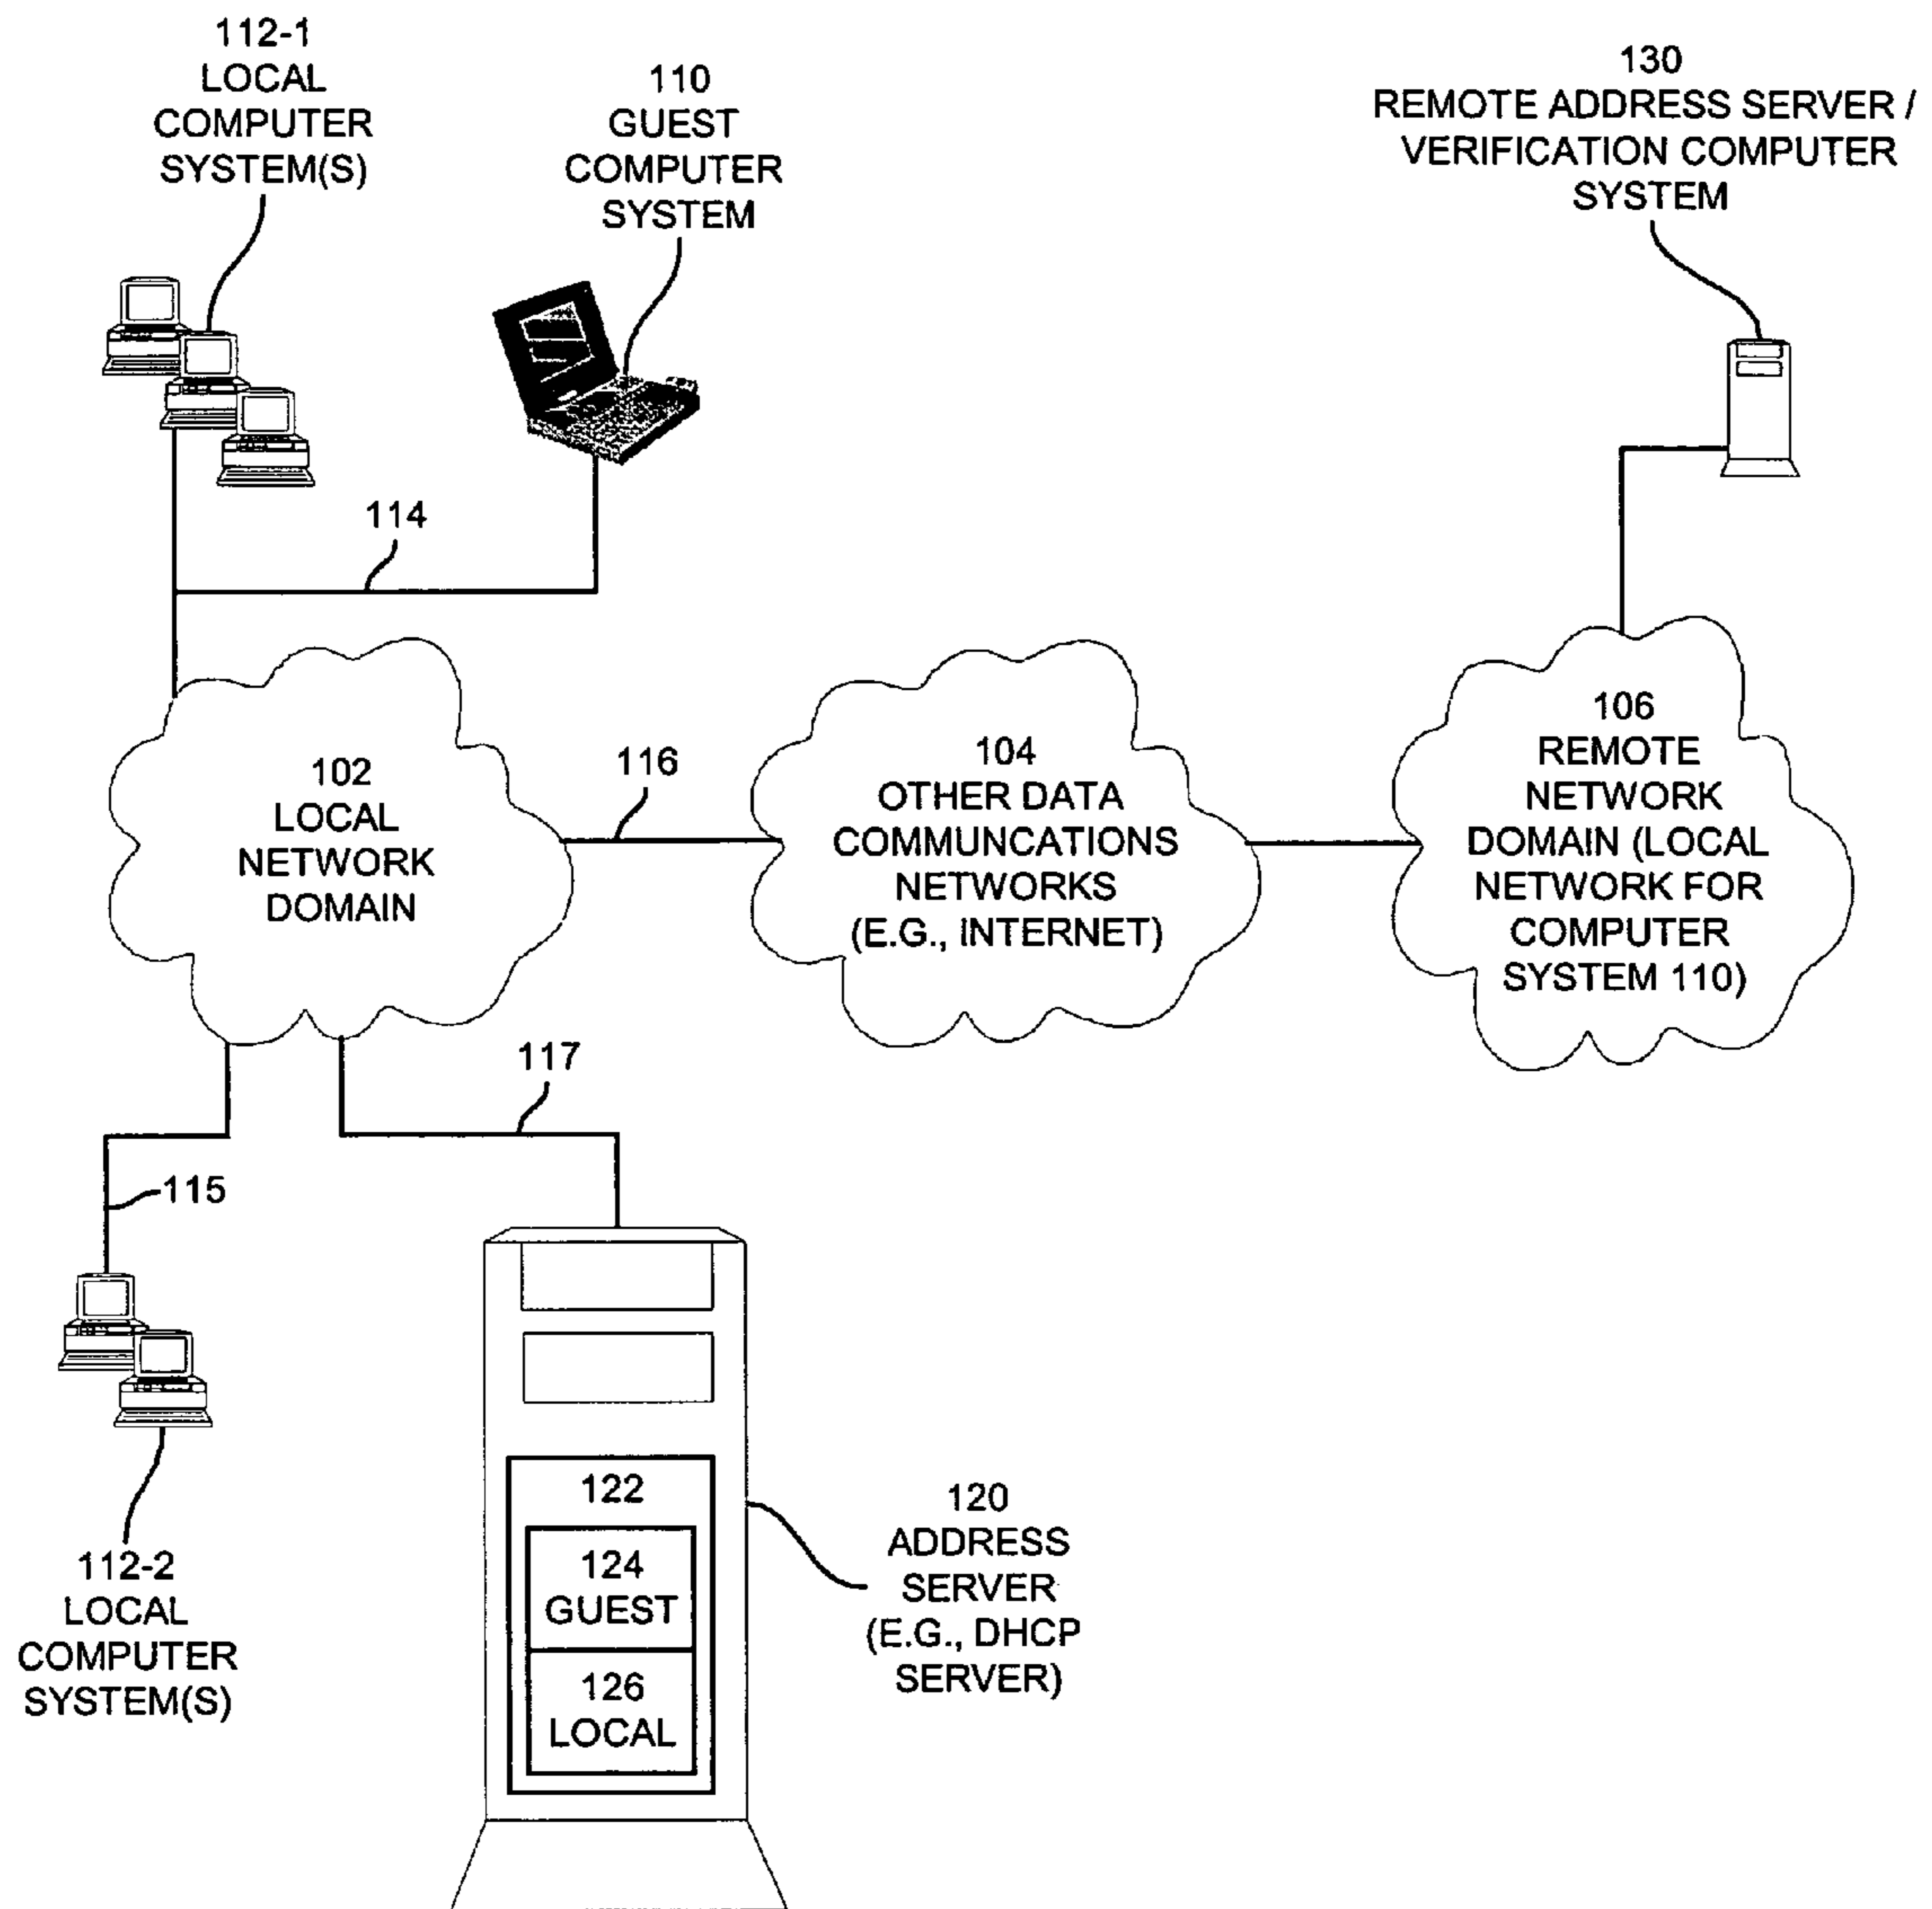 112-1
LOCAL
COMPUTER
SYSTEM(S)
110
GUEST
COMPUTER
SYSTEM
130
REMOTE ADDRESS SERVER /
VERIFICATION COMPUTER
SYSTEM
114
102
LOCAL
NETWORK
DOMAIN
116
104
OTHER DATA
COMMUNCATIONS
NETWORKS
(E.G., INTERNET)
106
REMOTE
NETWORK
DOMAIN (LOCAL
NETWORK FOR
COMPUTER
SYSTEM 110)
117
115
112-2
LOCAL
COMPUTER
SYSTEM(S)
122
124
GUEST
126
LOCAL
120
ADDRESS
SERVER
(E.G., DHCP
SERVER)